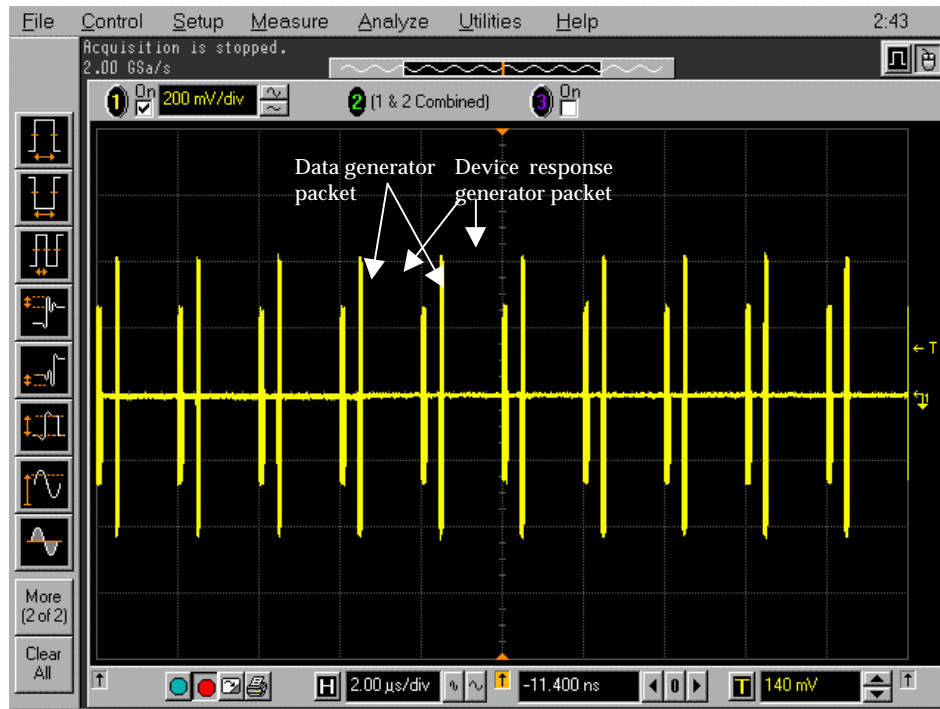 File Control Setup Measure Analyze Utilities Help 2:43
Acquisition is stopped.
2.00 GSa/s
1 On 200 mV/div 2 (1 & 2 Combined) 3 On
Data generator packet
Device response generator packet
T
1
More
(2 of 2)
Clear
All
H 2.00 µs/div -11.400 ns 0 T 140 mV